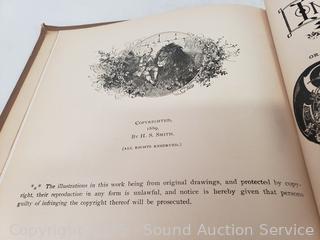 Copyrighted,
1889,
By H. S. Smith.
(ALL RIGHTS RESERVED.)
*** The illustrations in this work being from original drawings, and protected by copy-
right, their reproduction in any form is unlawful, and notice is hereby given that persons
guilty of infringing the copyright thereof will be prosecuted.
OR
Sound Auction Service